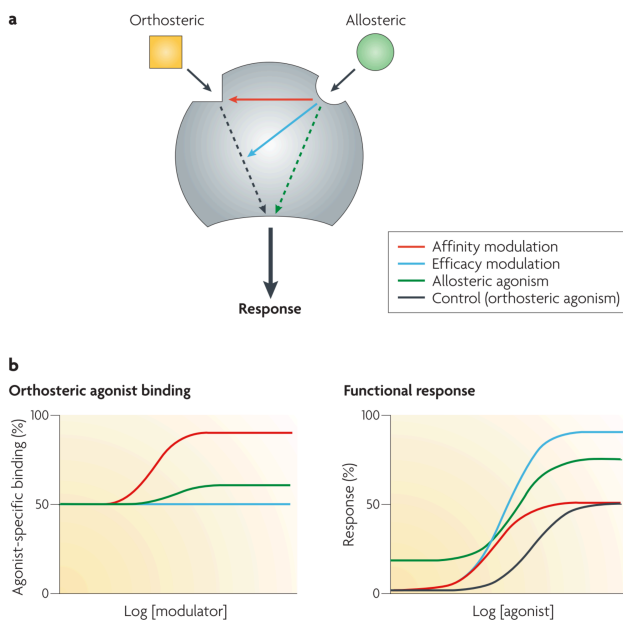 a
Orthosteric
Allosteric
Affinity modulation
Efficacy modulation
Allosteric agonism
Control (orthosteric agonism)
Response
b
Orthosteric agonist binding
Agonist-specific binding (%)
100
50
0
Log [modulator]
Functional response
Response (%)
100
50
0
Log [agonist]